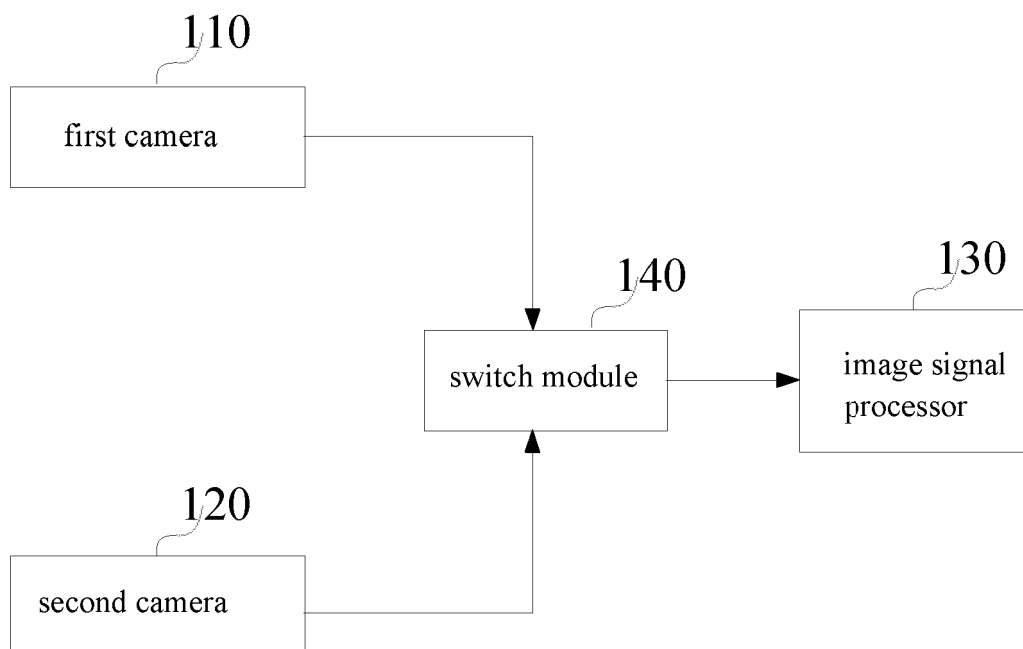 110
first camera
140
switch module
130
image signal
processor
120
second camera